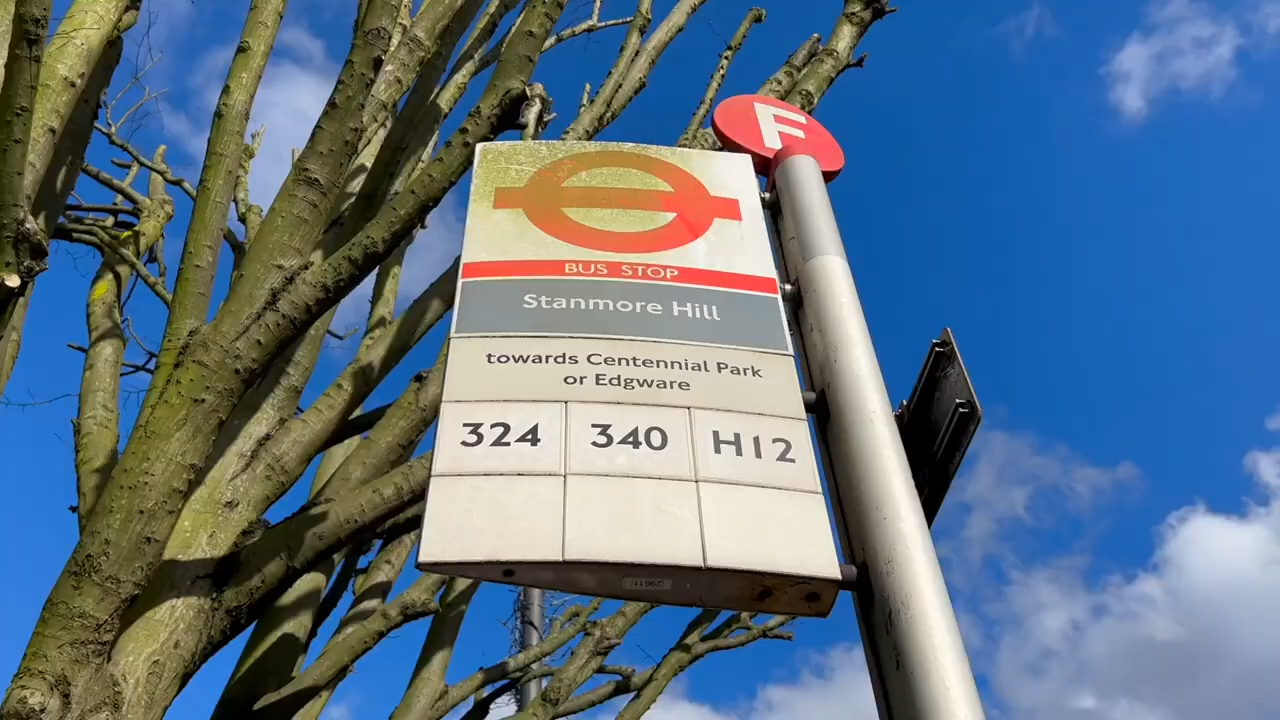 F
BUS STOP
Stanmore Hill
towards Centennial Park
or Edgware
324 340 H12